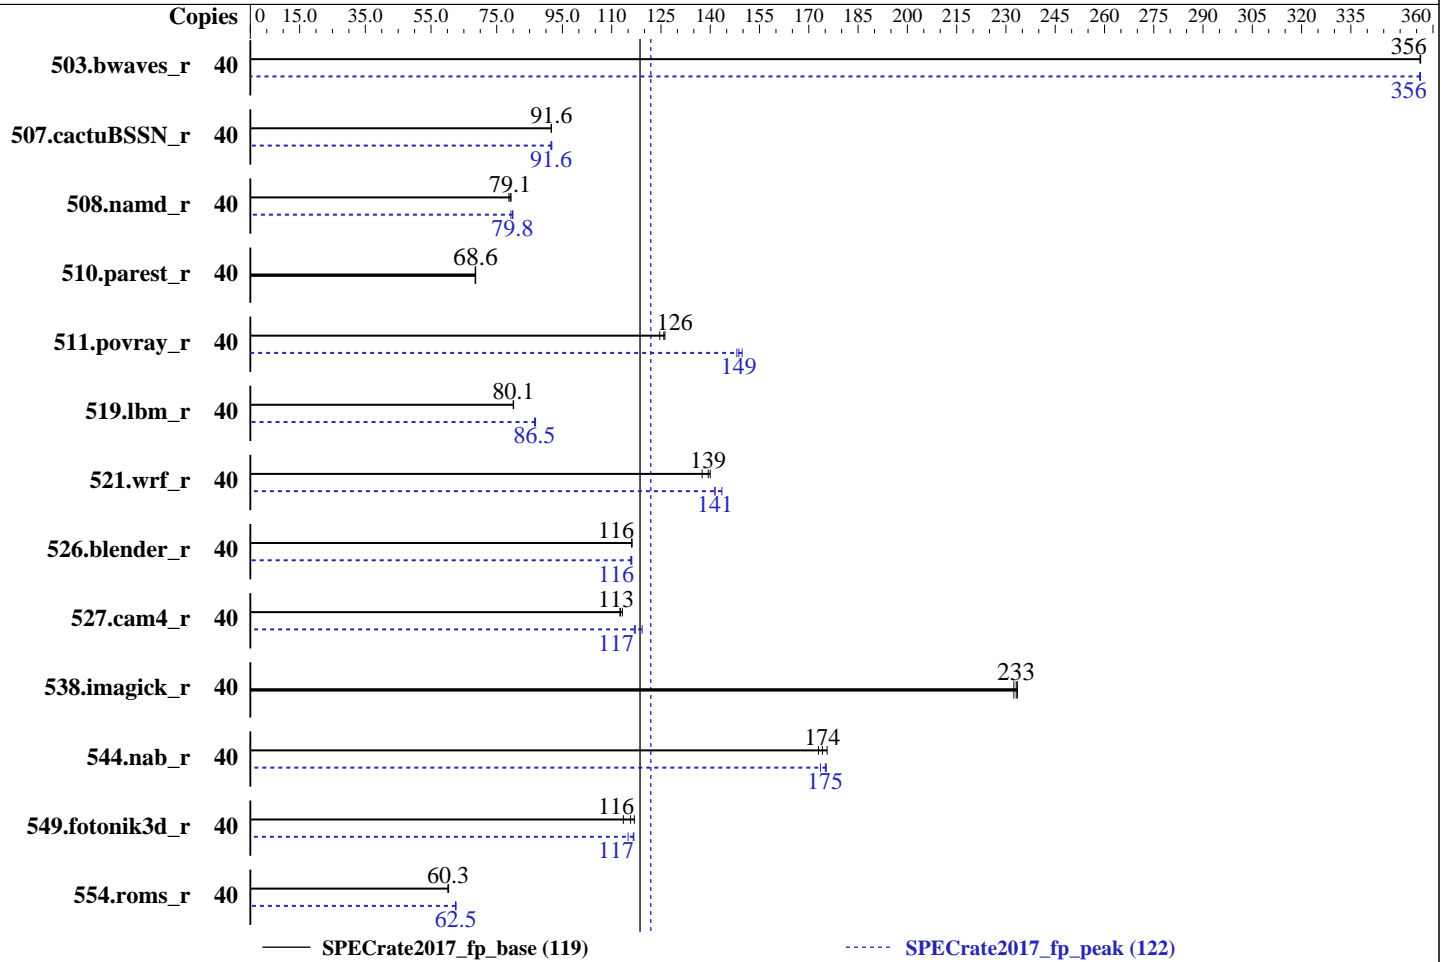 Copies 0 15.0 35.0 55.0 75.0 95.0 110 125 140 155 170 185 200 215 230 245 260 275 290 305 320 335 360
503.bwaves_r 40 356
356
507.cactuBSSN_r 40 91.6
91.6
508.namd_r 40 79.1
79.8
510.parest_r 40 68.6
511.povray_r 40 126
149
519.lbm_r 40 80.1
86.5
521.wrf_r 40 139
141
526.blender_r 40 116
116
527.cam4_r 40 113
117
538.imagick_r 40 233
544.nab_r 40 174
175
549.fotonik3d_r 40 116
117
554.roms_r 40 60.3
62.5
SPECrate2017_fp_base (119) SPECrate2017_fp_peak (122)